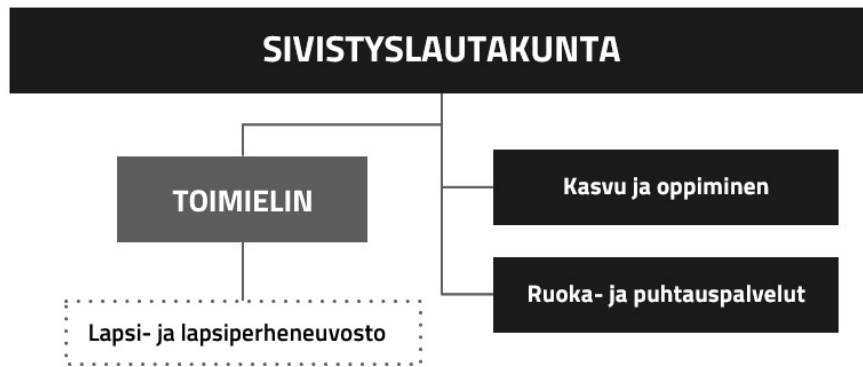 SIVISTYSLAUTAKUNTA
TOIMIELIN
Kasvu ja oppiminen
Ruoka- ja puhtauspalvelut
Lapsi- ja lapsiperheneuvosto